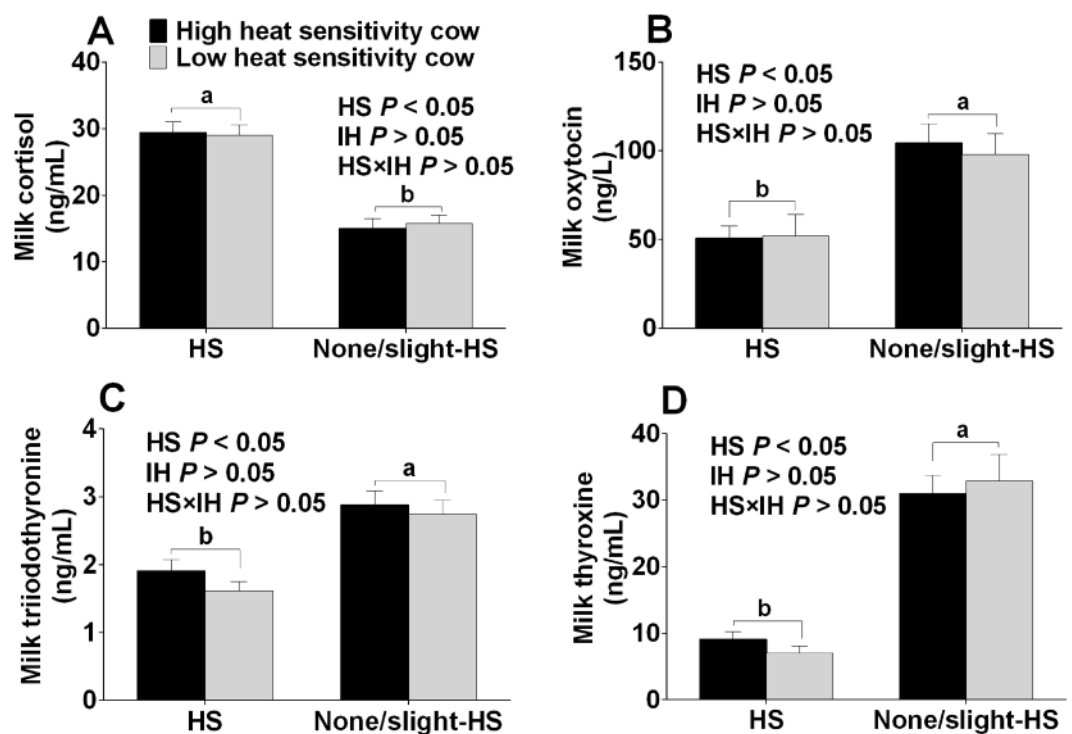 A
High heat sensitivity cow
Low heat sensitivity cow
Milk cortisol
(ng/mL)
40
30
20
10
0
a
b
HS P < 0.05
IH P > 0.05
HS×IH P > 0.05
HS
None/slight-HS
B
Milk oxytocin
(ng/L)
150
100
50
0
HS P < 0.05
IH P > 0.05
HS×IH P > 0.05
b
a
HS
None/slight-HS
C
Milk triiodothyronine
(ng/mL)
4
3
2
1
0
HS P < 0.05
IH P > 0.05
HS×IH P > 0.05
b
a
HS
None/slight-HS
D
Milk thyroxine
(ng/mL)
40
30
20
10
0
HS P < 0.05
IH P > 0.05
HS×IH P > 0.05
b
a
HS
None/slight-HS